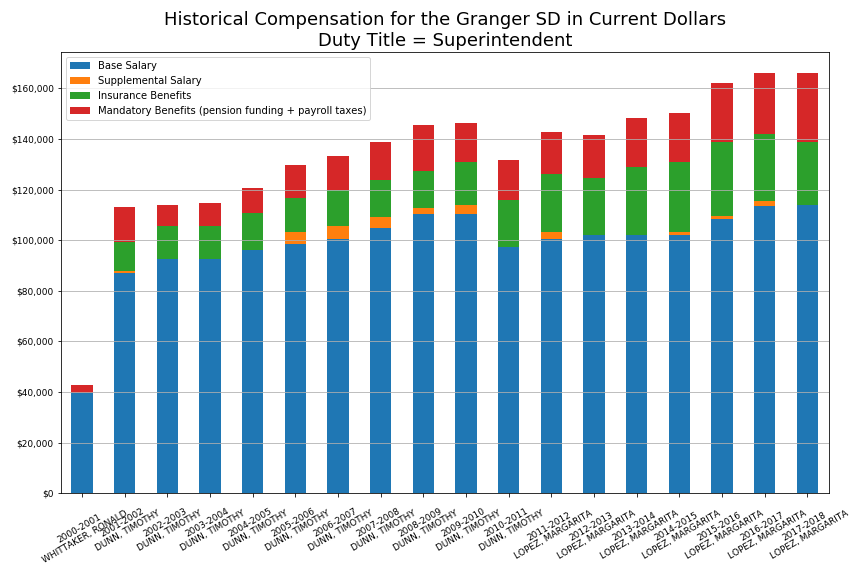 Historical Compensation for the Granger SD in Current Dollars
Duty Title = Superintendent
Base Salary
Supplemental Salary
Insurance Benefits
Mandatory Benefits (pension funding + payroll taxes)
$160,000
$140,000
$120,000
$100,000
$80,000
$60,000
$40,000
$20,000
$0
2000-2001
WHITTAKER, RONALD
2001-2002
DUNN, TIMOTHY
2002-2003
DUNN, TIMOTHY
2003-2004
DUNN, TIMOTHY
2004-2005
DUNN, TIMOTHY
2005-2006
DUNN, TIMOTHY
2006-2007
DUNN, TIMOTHY
2007-2008
DUNN, TIMOTHY
2008-2009
DUNN, TIMOTHY
2009-2010
DUNN, TIMOTHY
2010-2011
DUNN, TIMOTHY
2011-2012
LOPEZ, MARGARITA
2012-2013
LOPEZ, MARGARITA
2013-2014
LOPEZ, MARGARITA
2014-2015
LOPEZ, MARGARITA
2015-2016
LOPEZ, MARGARITA
2016-2017
LOPEZ, MARGARITA
2017-2018
LOPEZ, MARGARITA